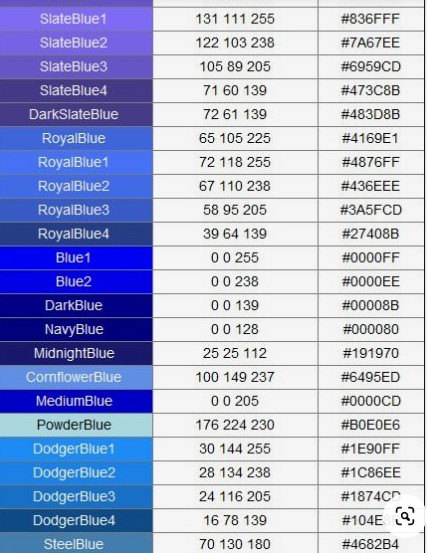 SlateBlue1 131 111 255 #836FFF
SlateBlue2 122 103 238 #7A67EE
SlateBlue3 105 89 205 #6959CD
SlateBlue4 71 60 139 #473C8B
DarkSlateBlue 72 61 139 #483D8B
RoyalBlue 65 105 225 #4169E1
RoyalBlue1 72 118 255 #4876FF
RoyalBlue2 67 110 238 #436EEE
RoyalBlue3 58 95 205 #3A5FCD
RoyalBlue4 39 64 139 #27408B
Blue1 0 0 255 #0000FF
Blue2 0 0 238 #0000EE
DarkBlue 0 0 139 #00008B
NavyBlue 0 0 128 #000080
MidnightBlue 25 25 112 #191970
CornflowerBlue 100 149 237 #6495ED
MediumBlue 0 0 205 #0000CD
PowderBlue 176 224 230 #B0E0E6
DodgerBlue1 30 144 255 #1E90FF
DodgerBlue2 28 134 238 #1C86EE
DodgerBlue3 24 116 205 #1874CD
DodgerBlue4 16 78 139
SteelBlue 70 130 180 #4682B4